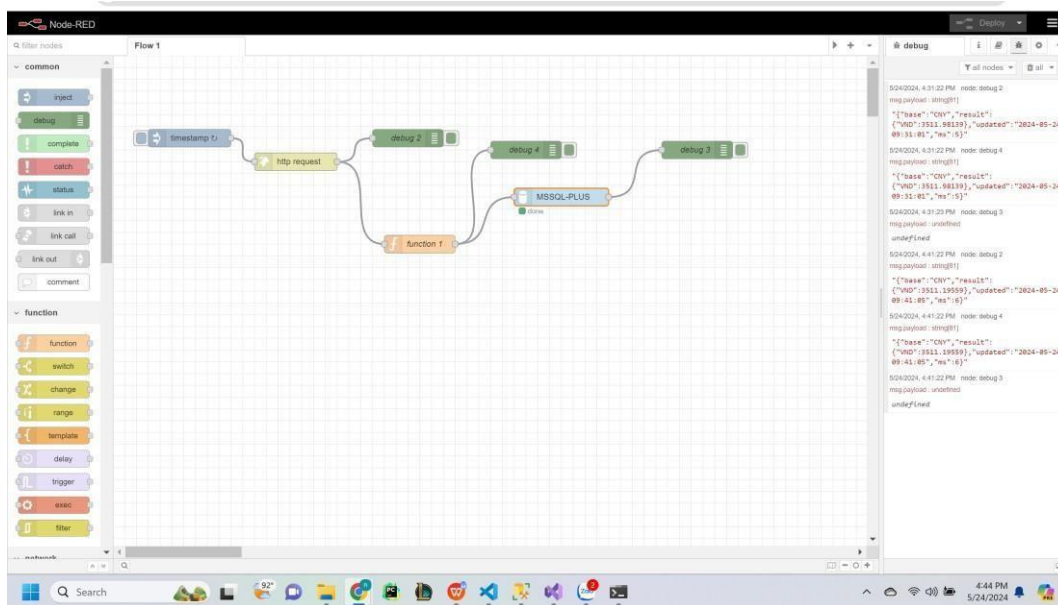 Node-RED
Deploy
filter nodes
Flow 1
debug
i
all nodes
all
common
inject
debug
complete
catch
status
link in
link call
link out
comment
function
function
switch
change
range
template
delay
trigger
exec
filter
network
timestamp ↻
http request
debug 2
debug 4
debug 3
MSSQL-PLUS
done
function 1
5/24/2024, 4:31:22 PM node: debug 2
msg.payload : string[81]
"{"base":"CNY","result":
{"VND":3511.98139},"updated":"2024-05-24
09:31:01","ms":5}"
5/24/2024, 4:31:22 PM node: debug 4
msg.payload : string[81]
"{"base":"CNY","result":
{"VND":3511.98139},"updated":"2024-05-24
09:31:01","ms":5}"
5/24/2024, 4:31:23 PM node: debug 3
msg.payload : undefined
undefined
5/24/2024, 4:41:22 PM node: debug 2
msg.payload : string[81]
"{"base":"CNY","result":
{"VND":3511.19559},"updated":"2024-05-24
09:41:05","ms":6}"
5/24/2024, 4:41:22 PM node: debug 4
msg.payload : string[81]
"{"base":"CNY","result":
{"VND":3511.19559},"updated":"2024-05-24
09:41:05","ms":6}"
5/24/2024, 4:41:22 PM node: debug 3
msg.payload : undefined
undefined
Search
92°
Zalo
2
4:44 PM
5/24/2024